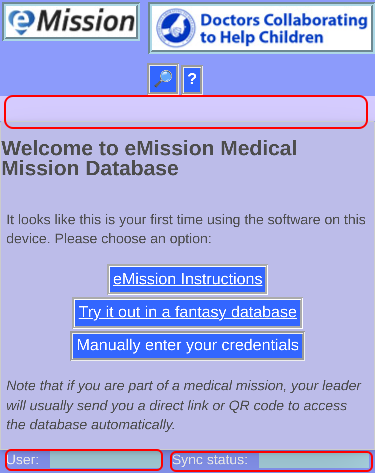 eMission
Doctors Collaborating
to Help Children
?
Welcome to eMission Medical
Mission Database
It looks like this is your first time using the software on this
device. Please choose an option:
eMission Instructions
Try it out in a fantasy database
Manually enter your credentials
Note that if you are part of a medical mission, your leader
will usually send you a direct link or QR code to access
the database automatically.
User:
Sync status: